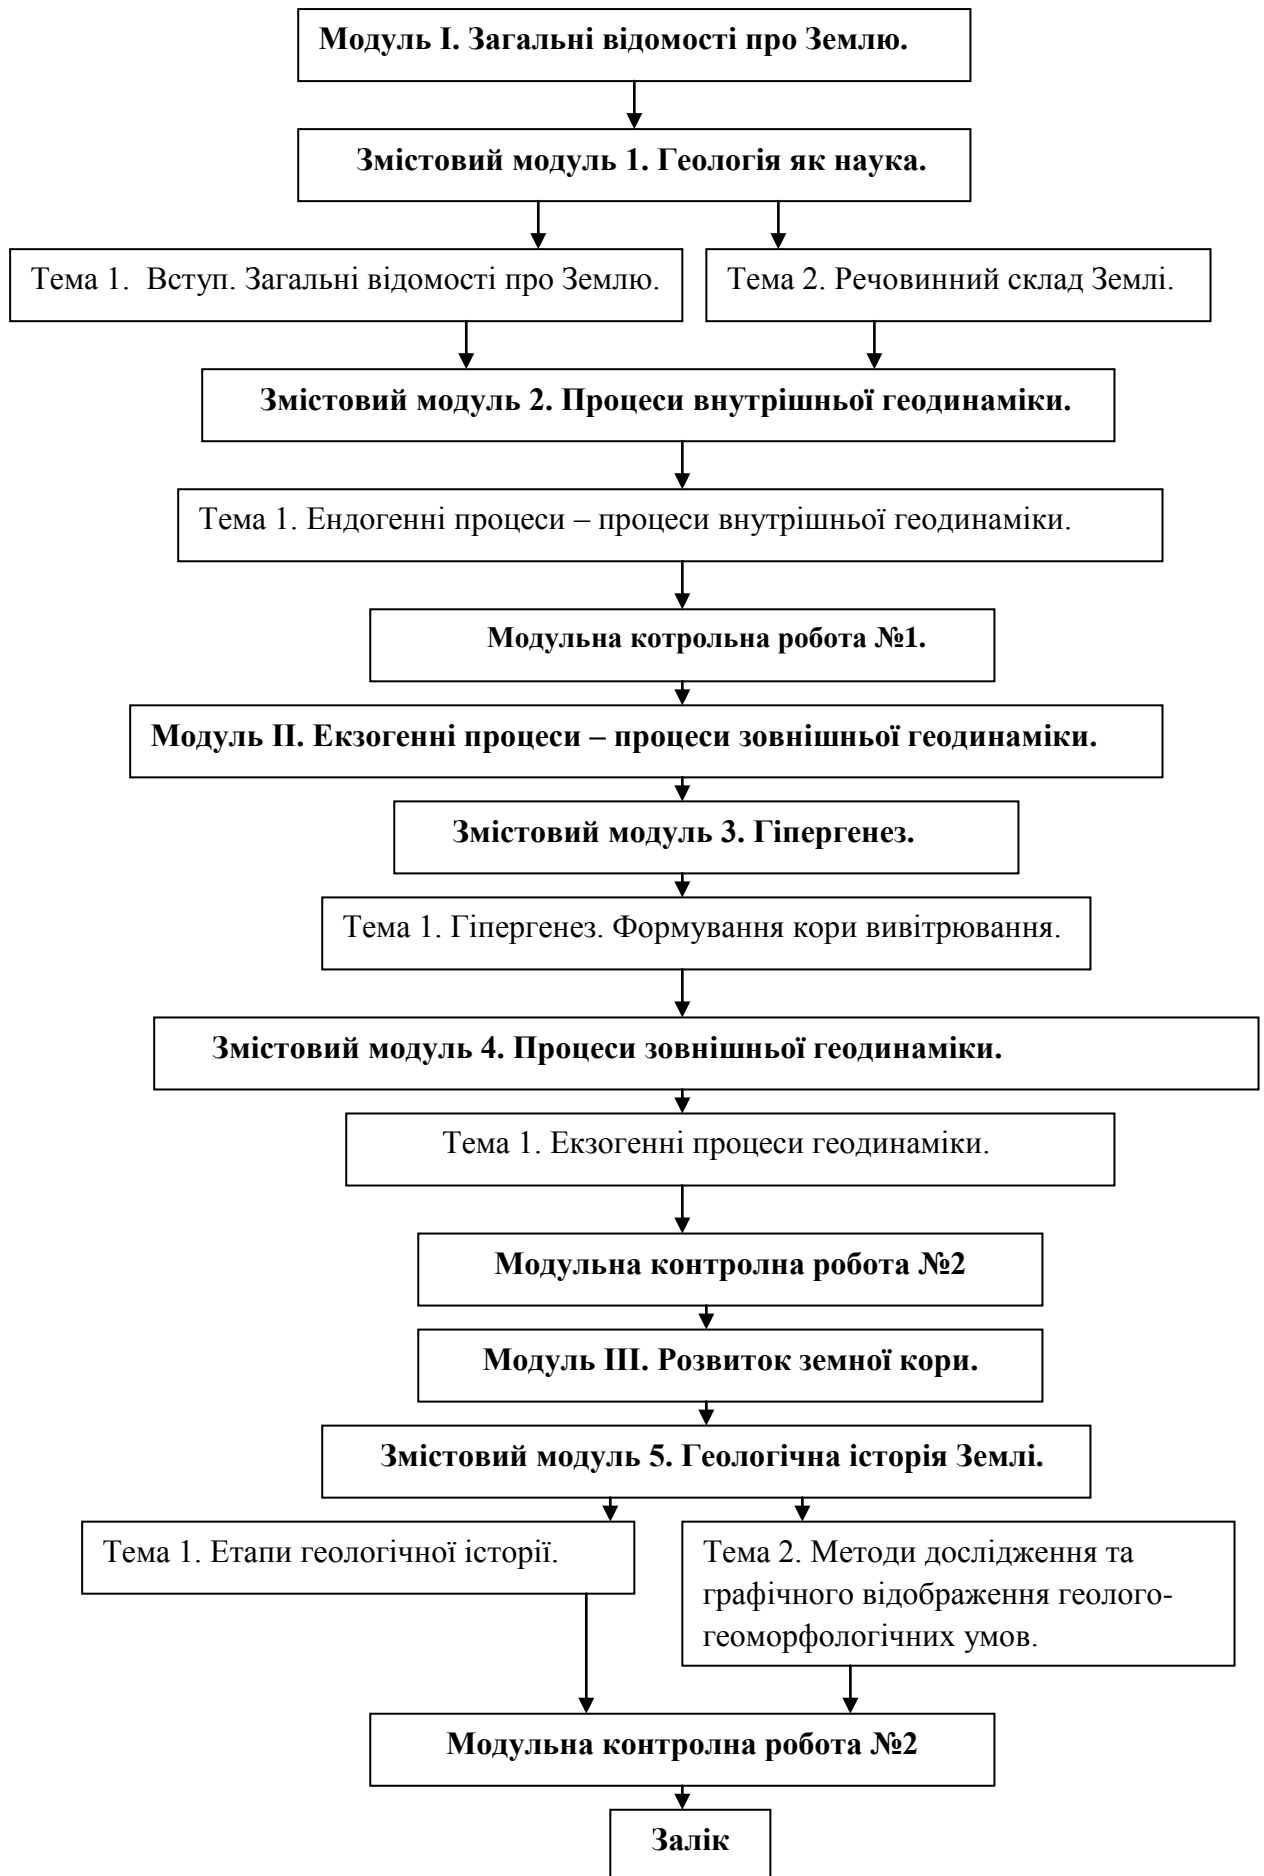 Модуль І. Загальні відомості про Землю.
Змістовий модуль 1. Геологія як наука.
Тема 1.  Вступ. Загальні відомості про Землю.
Тема 2. Речовинний склад Землі.
Змістовий модуль 2. Процеси внутрішньої геодинаміки.
Тема 1. Ендогенні процеси – процеси внутрішньої геодинаміки.
Модульна котрольна робота №1.
Модуль ІІ. Екзогенні процеси – процеси зовнішньої геодинаміки.
Змістовий модуль 3. Гіпергенез.
Тема 1. Гіпергенез. Формування кори вивітрювання.
Змістовий модуль 4. Процеси зовнішньої геодинаміки.
Тема 1. Екзогенні процеси геодинаміки.
Модульна контролна робота №2
Модуль ІІІ. Розвиток земної кори.
Змістовий модуль 5. Геологічна історія Землі.
Тема 1. Етапи геологічної історії.
Тема 2. Методи дослідження та
графічного відображення геолого-
геоморфологічних умов.
Модульна контролна робота №2
Залік